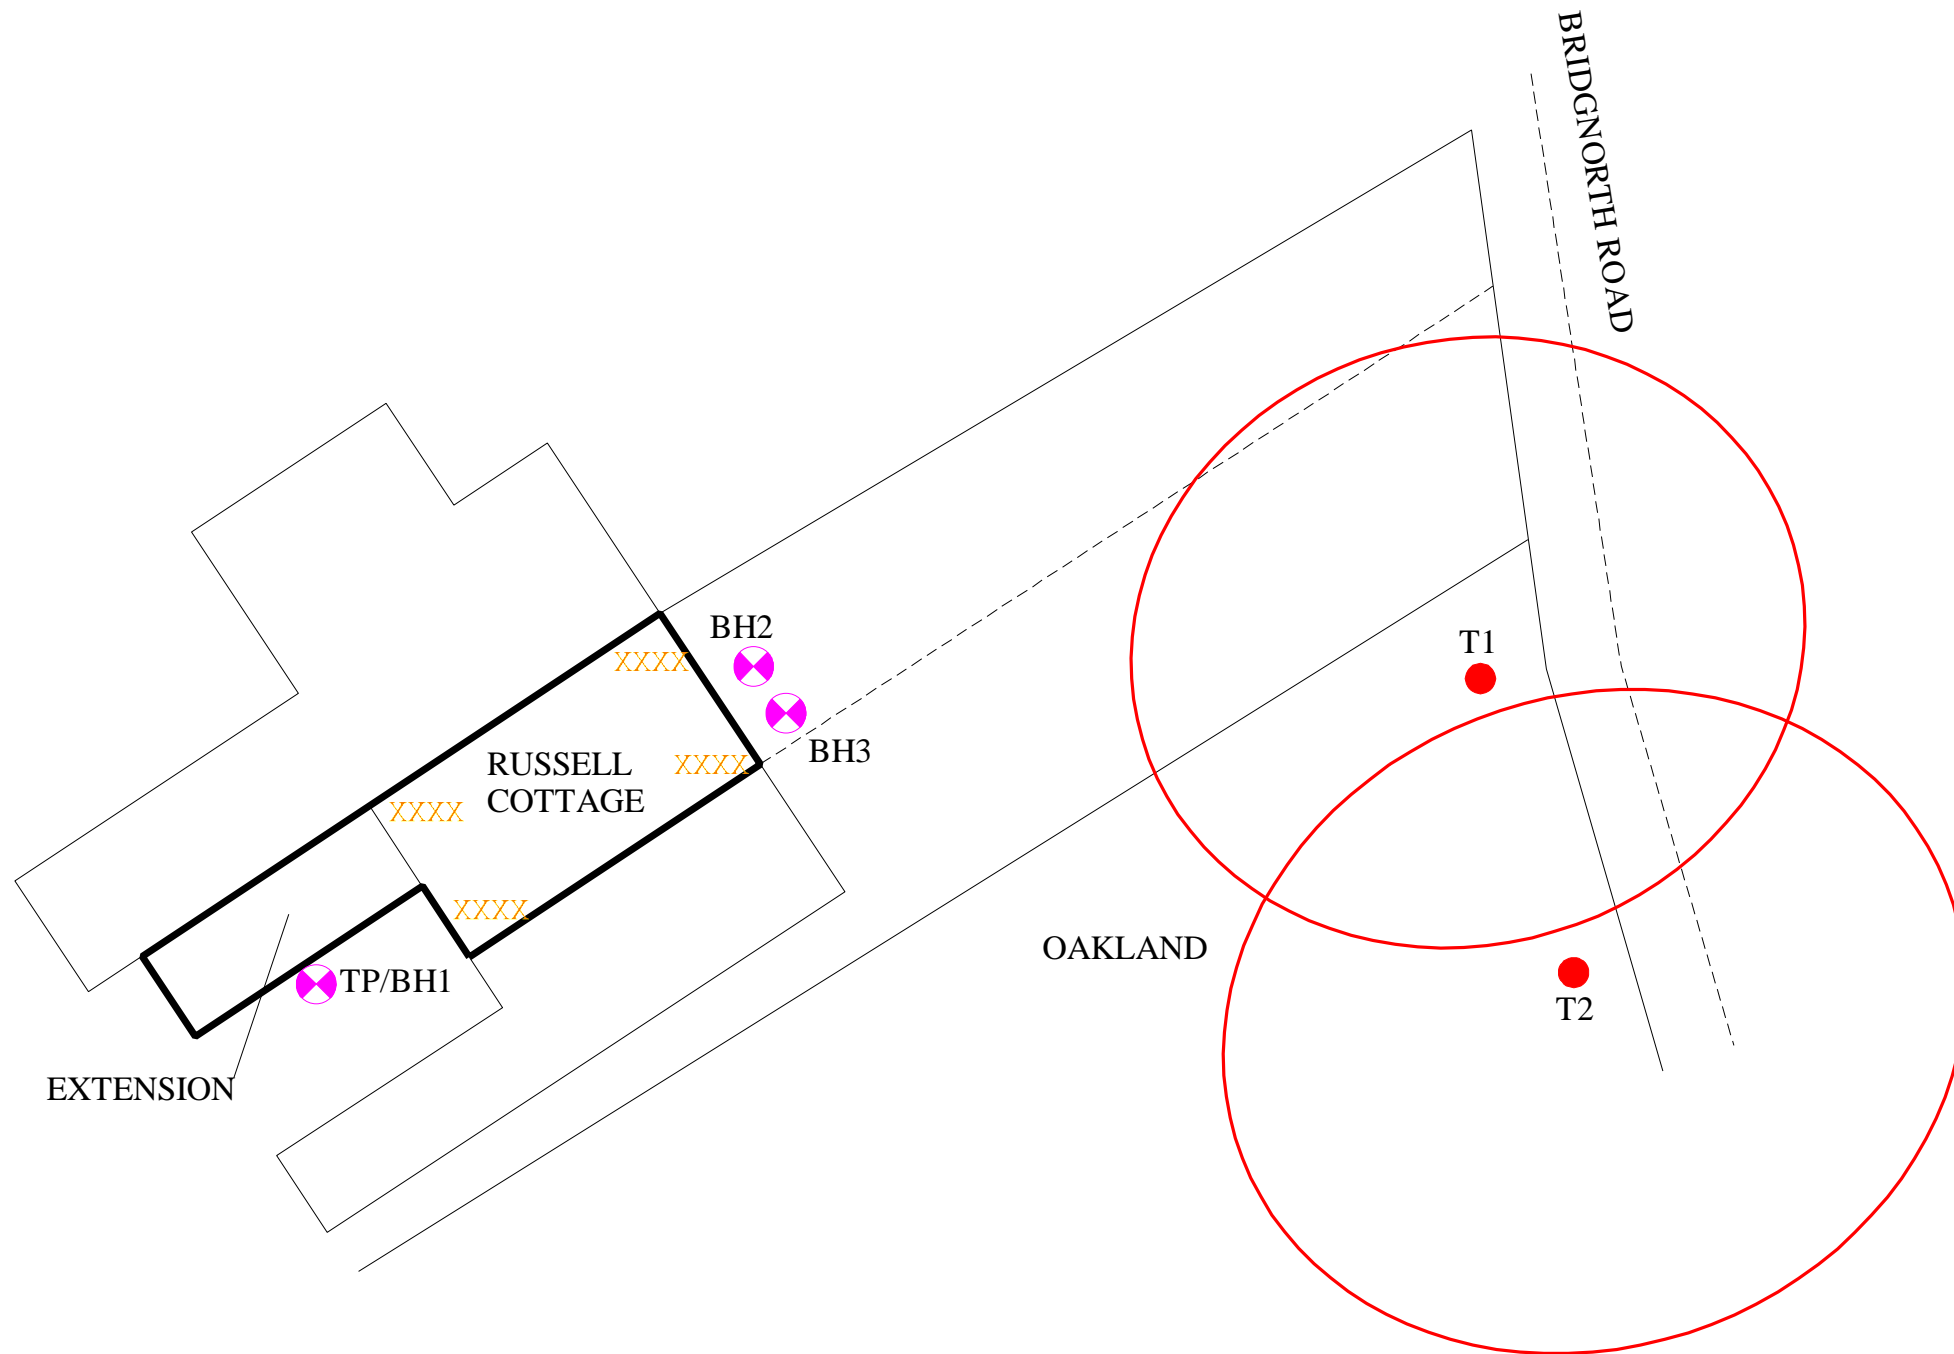 BRIDGNORTH ROAD
BH2
T1
XXXX
BH3
RUSSELL
COTTAGE
XXXX
XXXX
XXXX
OAKLAND
TP/BH1
T2
EXTENSION